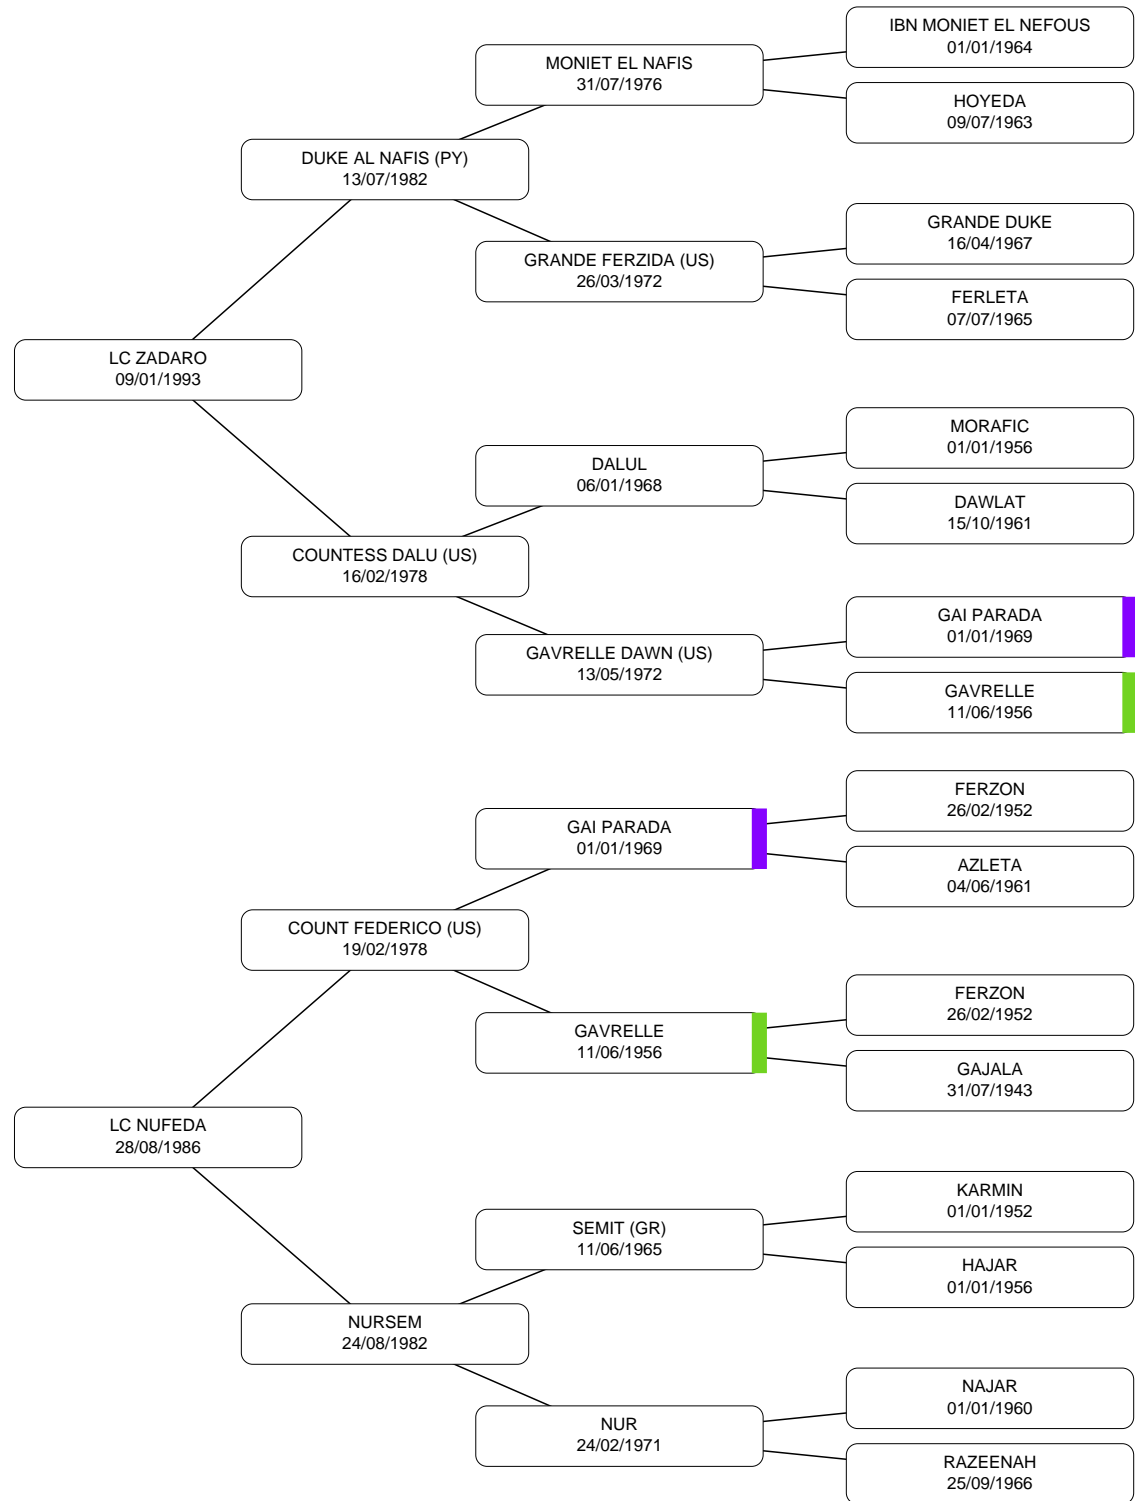 IBN MONIET EL NEFOUS
01/01/1964
MONIET EL NAFIS
31/07/1976
HOYEDA
09/07/1963
DUKE AL NAFIS (PY)
13/07/1982
GRANDE DUKE
16/04/1967
GRANDE FERZIDA (US)
26/03/1972
FERLETA
07/07/1965
LC ZADARO
09/01/1993
MORAFIC
01/01/1956
DALUL
06/01/1968
DAWLAT
15/10/1961
COUNTESS DALU (US)
16/02/1978
GAI PARADA
01/01/1969
GAVRELLE DAWN (US)
13/05/1972
GAVRELLE
11/06/1956
FERZON
26/02/1952
GAI PARADA
01/01/1969
AZLETA
04/06/1961
COUNT FEDERICO (US)
19/02/1978
FERZON
26/02/1952
GAVRELLE
11/06/1956
GAJALA
31/07/1943
LC NUFEDA
28/08/1986
KARMIN
01/01/1952
SEMIT (GR)
11/06/1965
HAJAR
01/01/1956
NURSEM
24/08/1982
NAJAR
01/01/1960
NUR
24/02/1971
RAZEENAH
25/09/1966